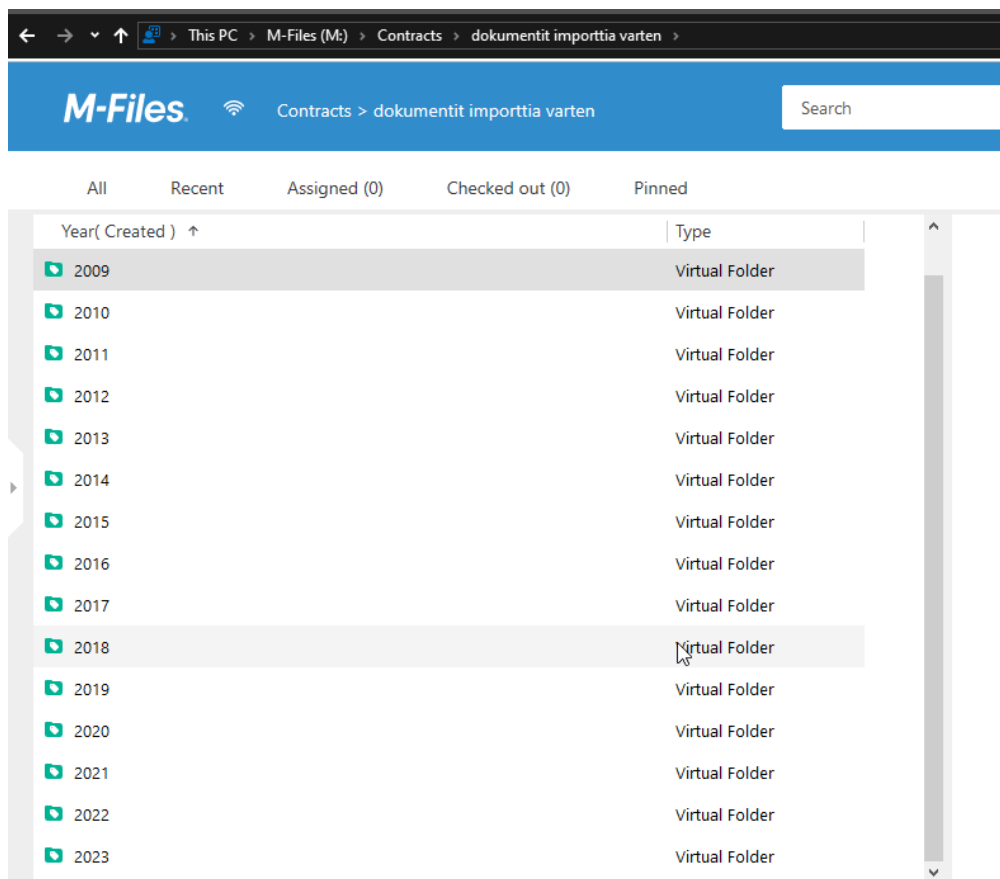 This PC > M-Files (M:) > Contracts > dokumentit importtia varten >
M-Files. Contracts > dokumentit importtia varten Search
All Recent Assigned (0) Checked out (0) Pinned
Year( Created ) ↑ Type
2009 Virtual Folder
2010 Virtual Folder
2011 Virtual Folder
2012 Virtual Folder
2013 Virtual Folder
2014 Virtual Folder
2015 Virtual Folder
2016 Virtual Folder
2017 Virtual Folder
2018 Virtual Folder
2019 Virtual Folder
2020 Virtual Folder
2021 Virtual Folder
2022 Virtual Folder
2023 Virtual Folder